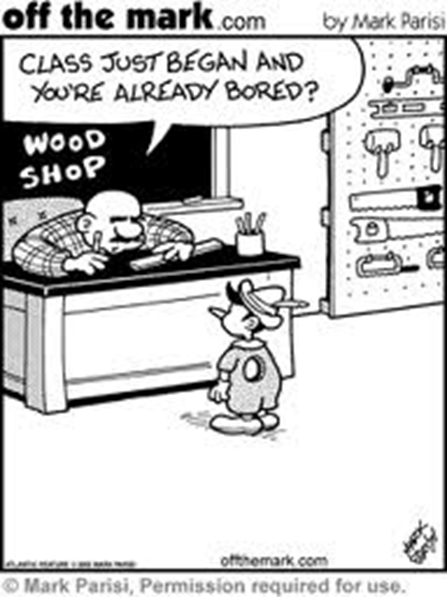 off the mark.com by Mark Parisi
CLASS JUST BEGAN AND
YOU'RE ALREADY BORED?
WOOD
SHOP
offthemark.com
© Mark Parisi, Permission required for use.